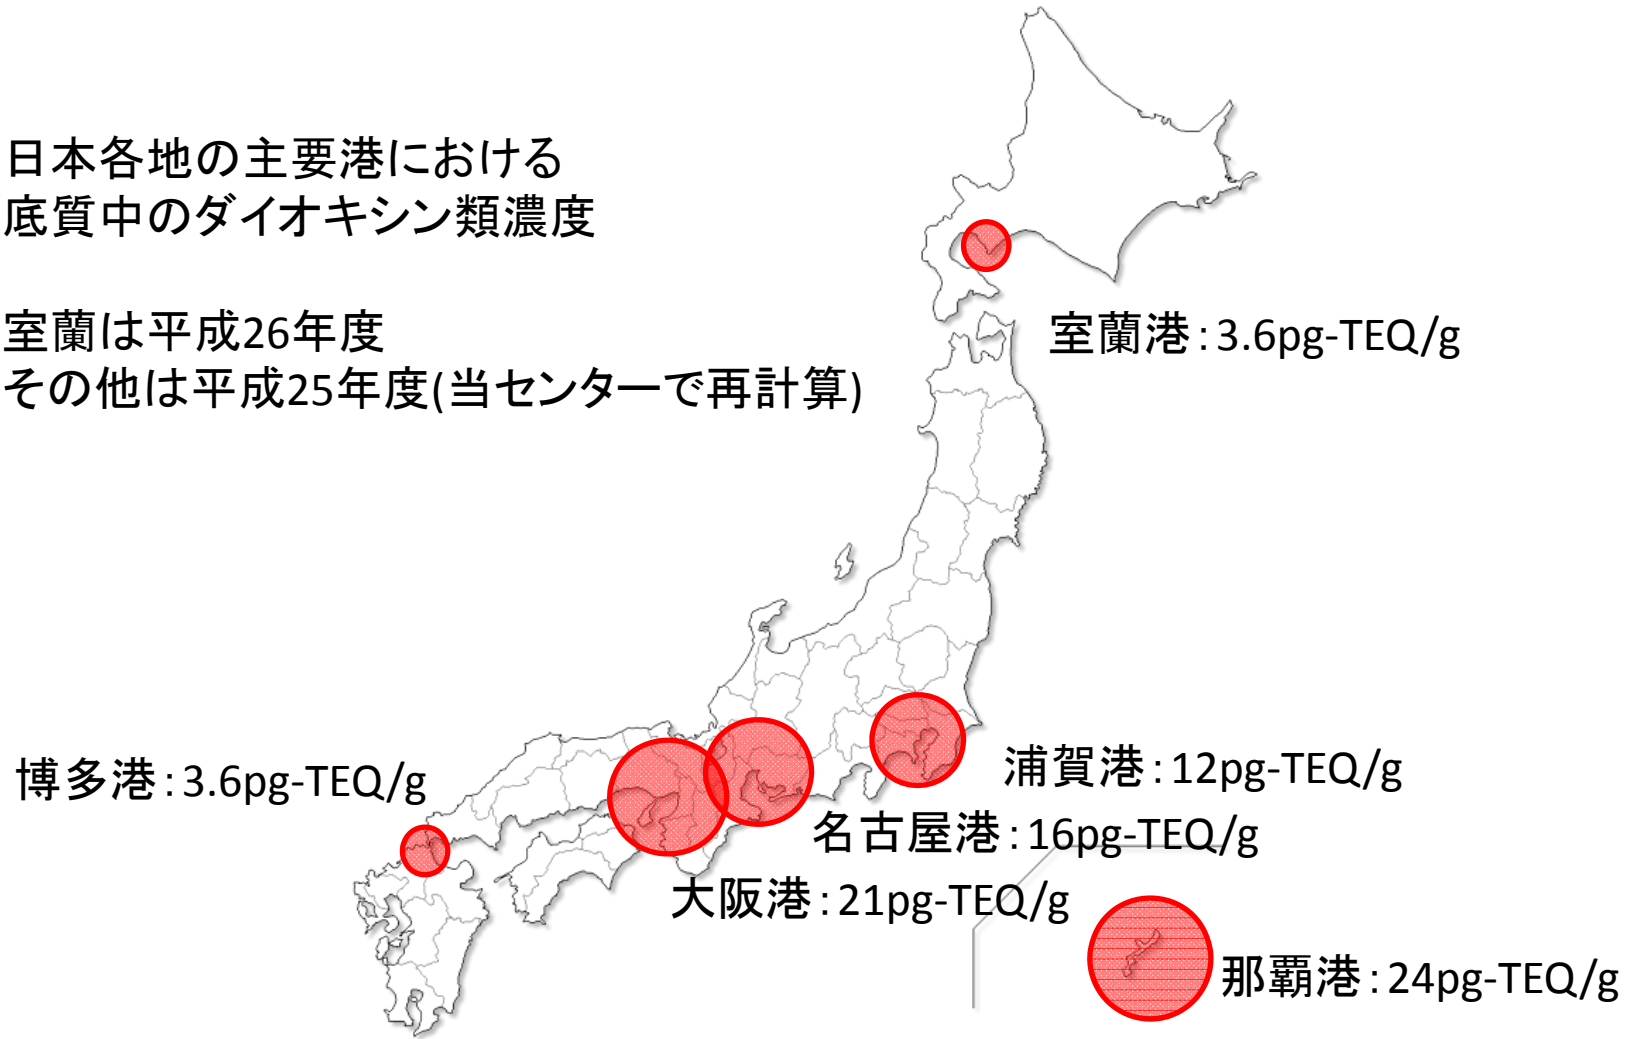 日本各地の主要港における
底質中のダイオキシン類濃度
室蘭は平成26年度
その他は平成25年度(当センターで再計算)
室蘭港：3.6pg-TEQ/g
博多港：3.6pg-TEQ/g
浦賀港：12pg-TEQ/g
名古屋港：16pg-TEQ/g
大阪港：21pg-TEQ/g
那覇港：24pg-TEQ/g